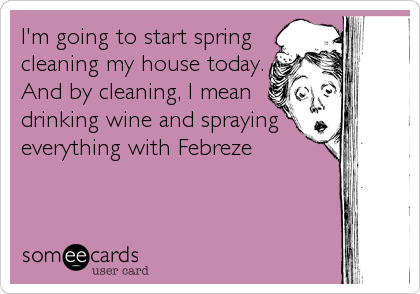 I'm going to start spring
cleaning my house today.
And by cleaning, I mean
drinking wine and spraying
everything with Febreze
someecards
user card